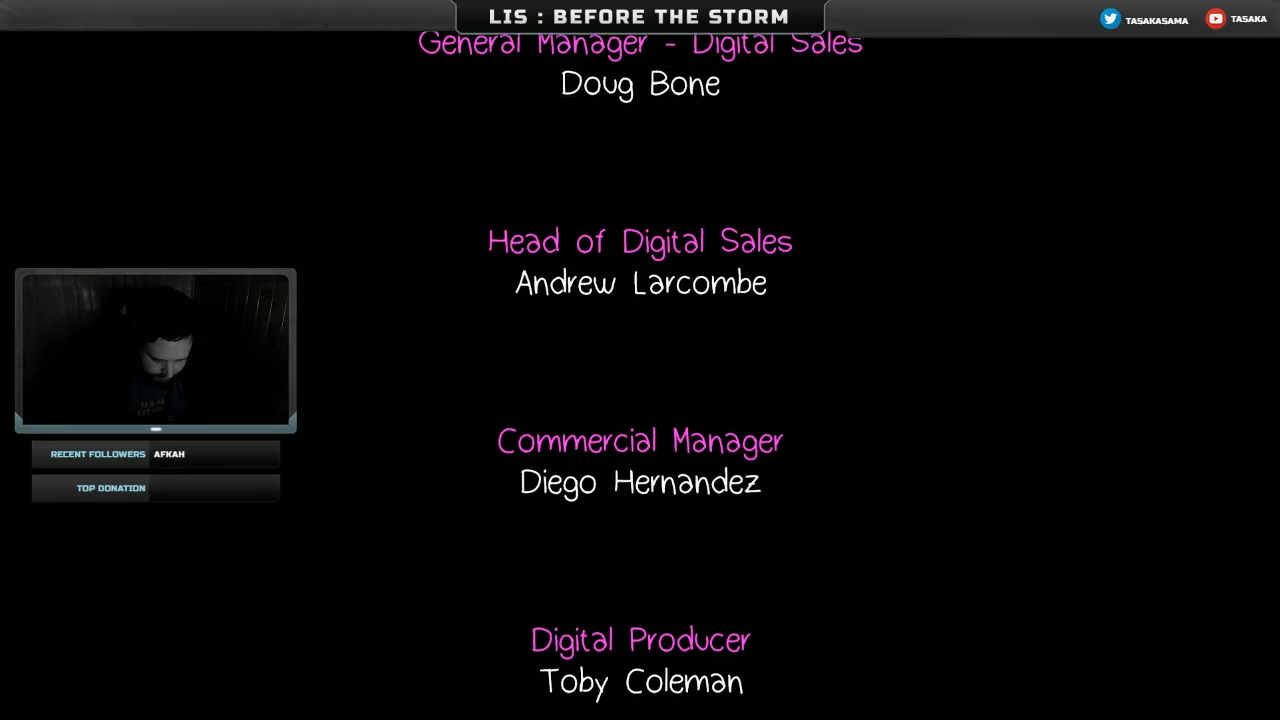 LIS : BEFORE THE STORM
TASAKASAMA
TASAKA
General Manager - Digital Sales
Doug Bone
Head of Digital Sales
Andrew Larcombe
Commercial Manager
Diego Hernandez
RECENT FOLLOWERS AFKAH
TOP DONATION
Digital Producer
Toby Coleman